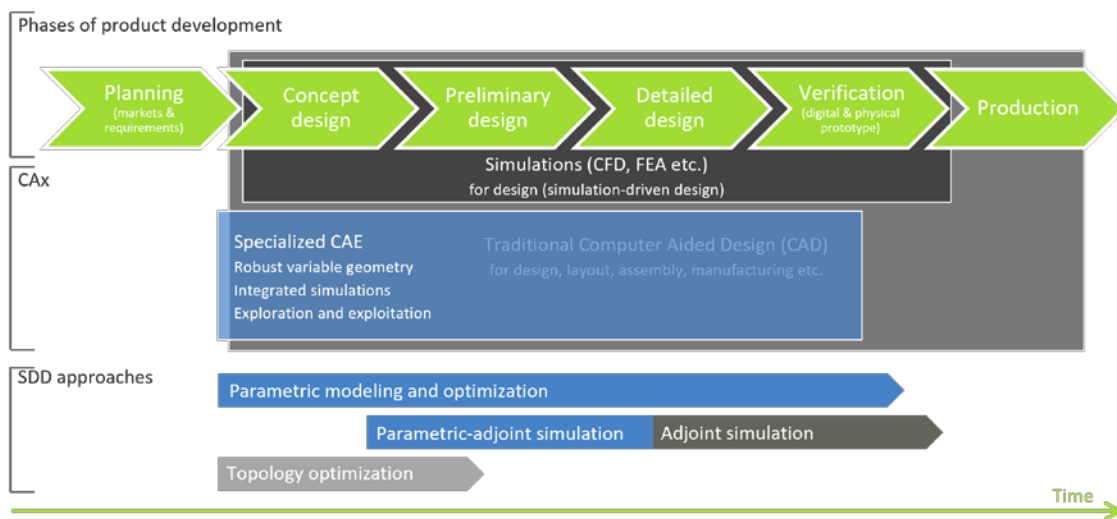 Phases of product development
Planning
(markets &
requirements)
Concept
design
Preliminary
design
Detailed
design
Verification
(digital & physical
prototype)
Production
Simulations (CFD, FEA etc.)
for design (simulation-driven design)
CAx
Specialized CAE
Robust variable geometry
Integrated simulations
Exploration and exploitation
Traditional Computer Aided Design (CAD)
for design, layout, assembly, manufacturing etc.
SDD approaches
Parametric modeling and optimization
Parametric-adjoint simulation
Adjoint simulation
Topology optimization
Time